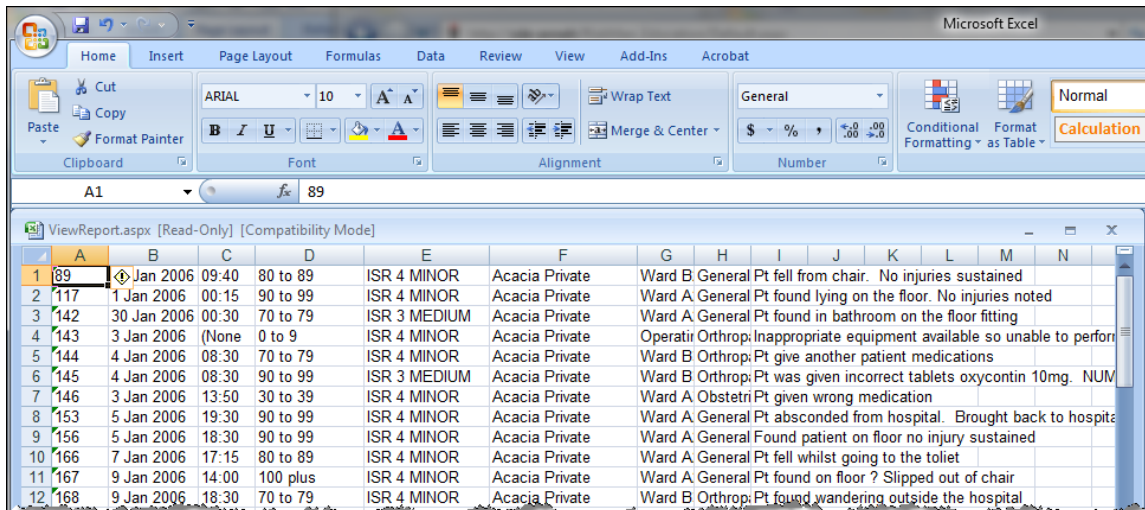 Microsoft Excel
Home Insert Page Layout Formulas Data Review View Add-Ins Acrobat
Cut
Copy
Format Painter
Paste
ARIAL 10 A A
B I U A
Wrap Text
Merge & Center
General
$ % , .00 .00
Conditional Formatting
Format as Table
Normal
Calculation
Clipboard Font Alignment Number
A1 fx 89
ViewReport.aspx [Read-Only] [Compatibility Mode]
A B C D E F G H I J K L M N
1 89 Jan 2006 09:40 80 to 89 ISR 4 MINOR Acacia Private Ward B General Pt fell from chair. No injuries sustained
2 117 1 Jan 2006 00:15 90 to 99 ISR 4 MINOR Acacia Private Ward A General Pt found lying on the floor. No injuries noted
3 142 30 Jan 2006 00:30 70 to 79 ISR 3 MEDIUM Acacia Private Ward A General Pt found in bathroom on the floor fitting
4 143 3 Jan 2006 (None 0 to 9 ISR 4 MINOR Acacia Private Operatin Orthopa Inappropriate equipment available so unable to perform
5 144 4 Jan 2006 08:30 70 to 79 ISR 4 MINOR Acacia Private Ward B Orthrop Pt give another patient medications
6 145 4 Jan 2006 08:30 90 to 99 ISR 3 MEDIUM Acacia Private Ward B Orthrop Pt was given incorrect tablets oxycontin 10mg. NUM
7 146 3 Jan 2006 13:50 30 to 39 ISR 4 MINOR Acacia Private Ward A Obstetri Pt given wrong medication
8 153 5 Jan 2006 19:30 90 to 99 ISR 4 MINOR Acacia Private Ward A General Pt absconded from hospital. Brought back to hospita
9 156 5 Jan 2006 18:30 90 to 99 ISR 4 MINOR Acacia Private Ward A General Found patient on floor no injury sustained
10 166 7 Jan 2006 17:15 80 to 89 ISR 4 MINOR Acacia Private Ward A General Pt fell whilst going to the toliet
11 167 9 Jan 2006 14:00 100 plus ISR 4 MINOR Acacia Private Ward A General Pt found on floor ? Slipped out of chair
12 168 9 Jan 2006 18:30 70 to 79 ISR 4 MINOR Acacia Private Ward B Orthrop Pt found wandering outside the hospital